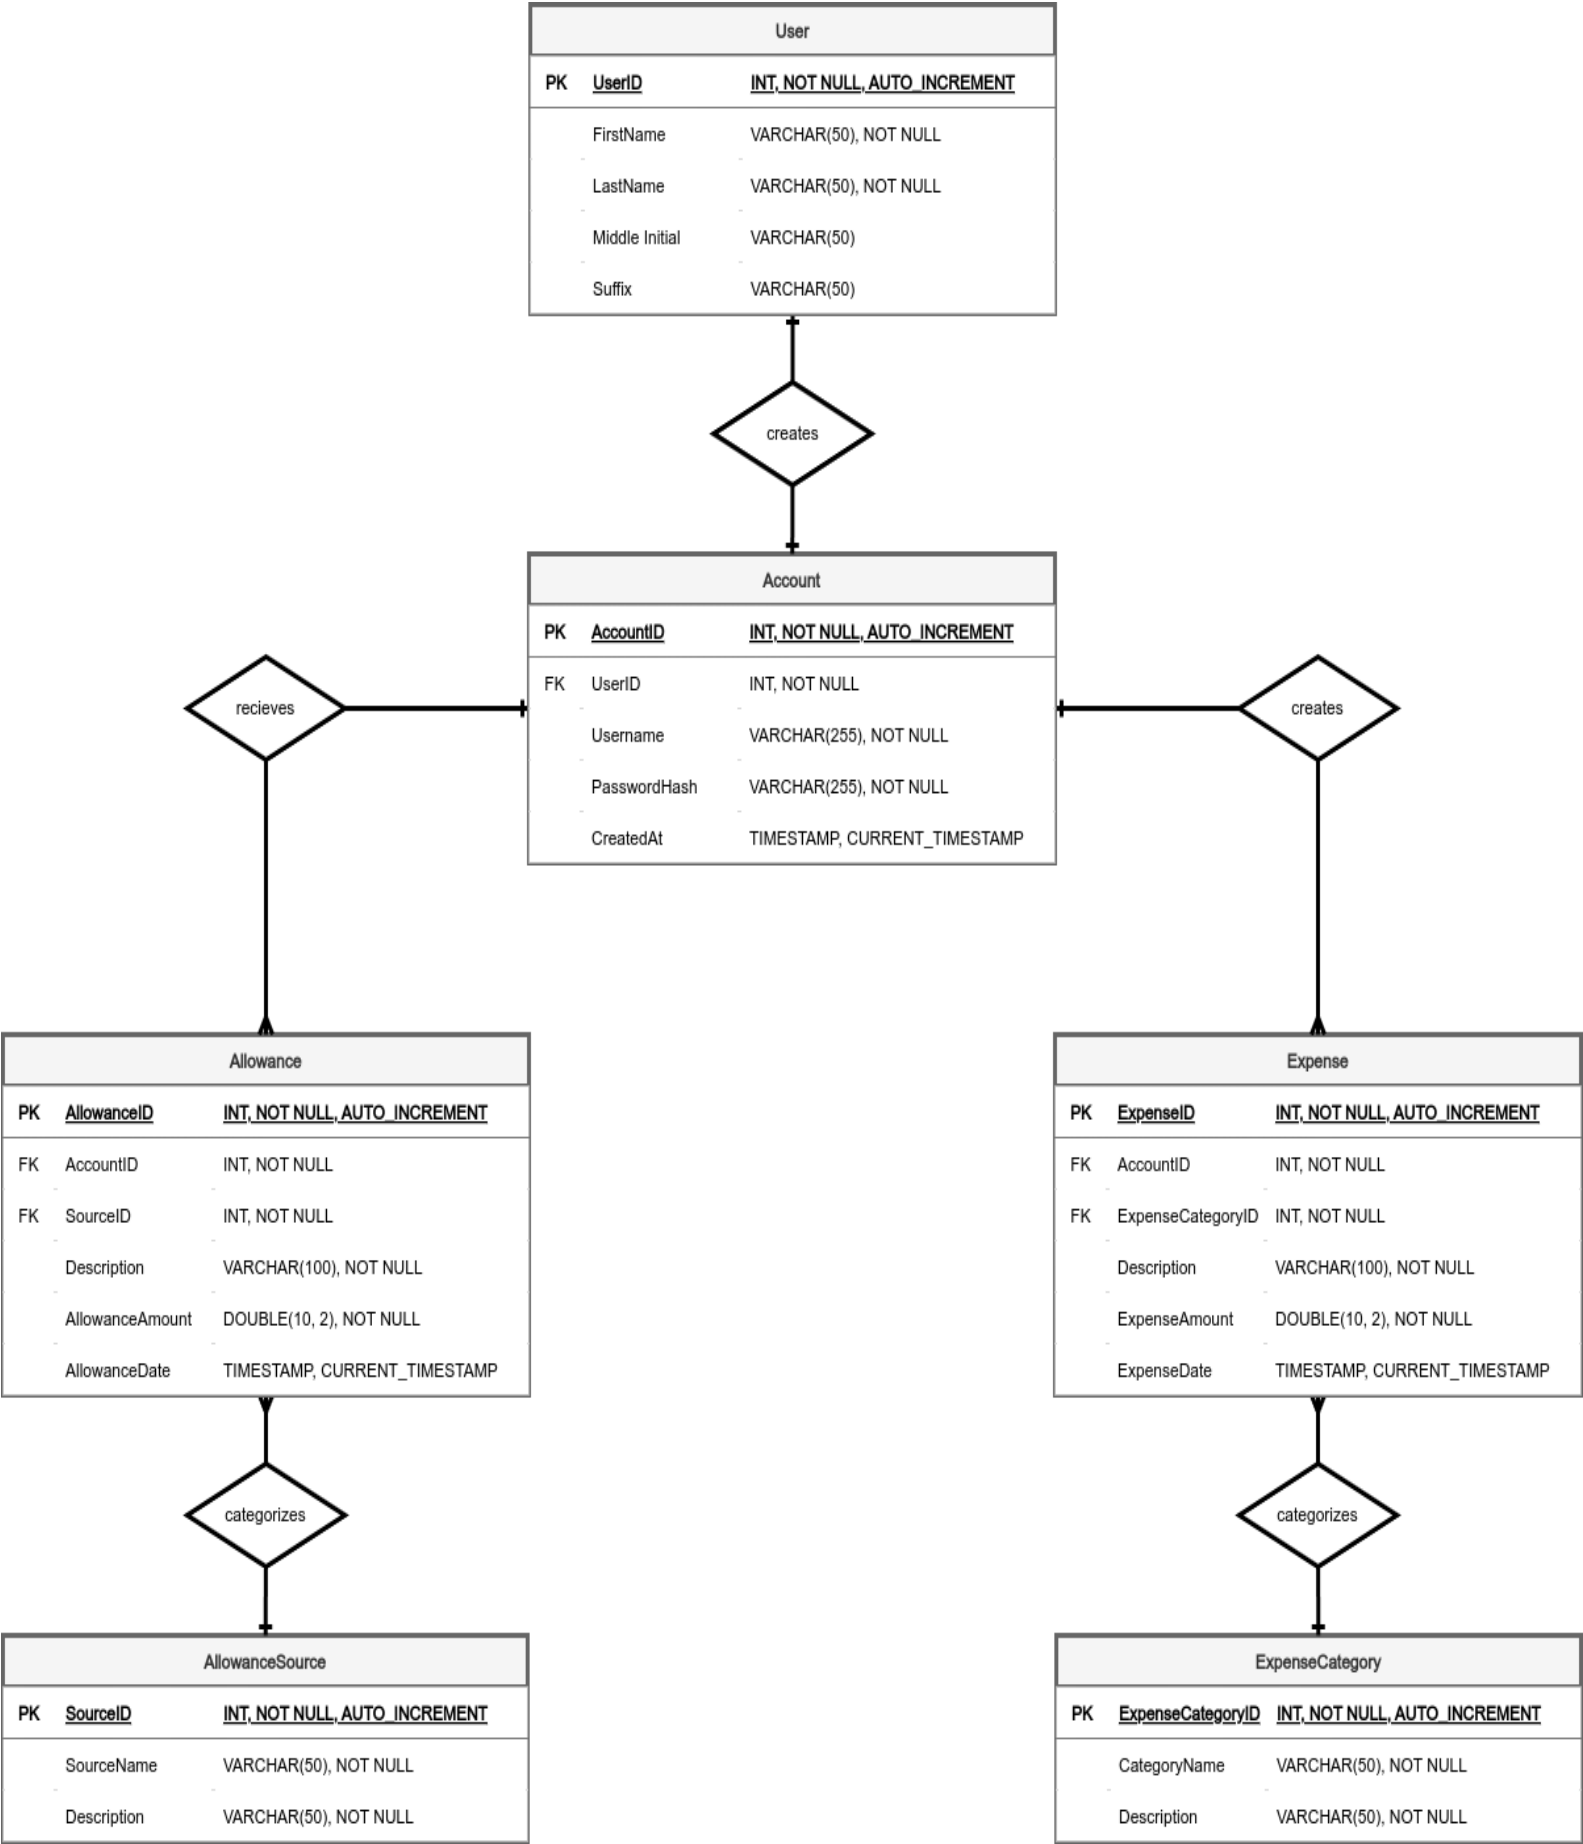 User
PK UserID INT, NOT NULL, AUTO_INCREMENT
FirstName VARCHAR(50), NOT NULL
LastName VARCHAR(50), NOT NULL
Middle Initial VARCHAR(50)
Suffix VARCHAR(50)
creates
Account
PK AccountID INT, NOT NULL, AUTO_INCREMENT
FK UserID INT, NOT NULL
Username VARCHAR(255), NOT NULL
PasswordHash VARCHAR(255), NOT NULL
CreatedAt TIMESTAMP, CURRENT_TIMESTAMP
recieves
creates
Allowance
PK AllowanceID INT, NOT NULL, AUTO_INCREMENT
FK AccountID INT, NOT NULL
FK SourceID INT, NOT NULL
Description VARCHAR(100), NOT NULL
AllowanceAmount DOUBLE(10, 2), NOT NULL
AllowanceDate TIMESTAMP, CURRENT_TIMESTAMP
Expense
PK ExpenseID INT, NOT NULL, AUTO_INCREMENT
FK AccountID INT, NOT NULL
FK ExpenseCategoryID INT, NOT NULL
Description VARCHAR(100), NOT NULL
ExpenseAmount DOUBLE(10, 2), NOT NULL
ExpenseDate TIMESTAMP, CURRENT_TIMESTAMP
categorizes
categorizes
AllowanceSource
PK SourceID INT, NOT NULL, AUTO_INCREMENT
SourceName VARCHAR(50), NOT NULL
Description VARCHAR(50), NOT NULL
ExpenseCategory
PK ExpenseCategoryID INT, NOT NULL, AUTO_INCREMENT
CategoryName VARCHAR(50), NOT NULL
Description VARCHAR(50), NOT NULL